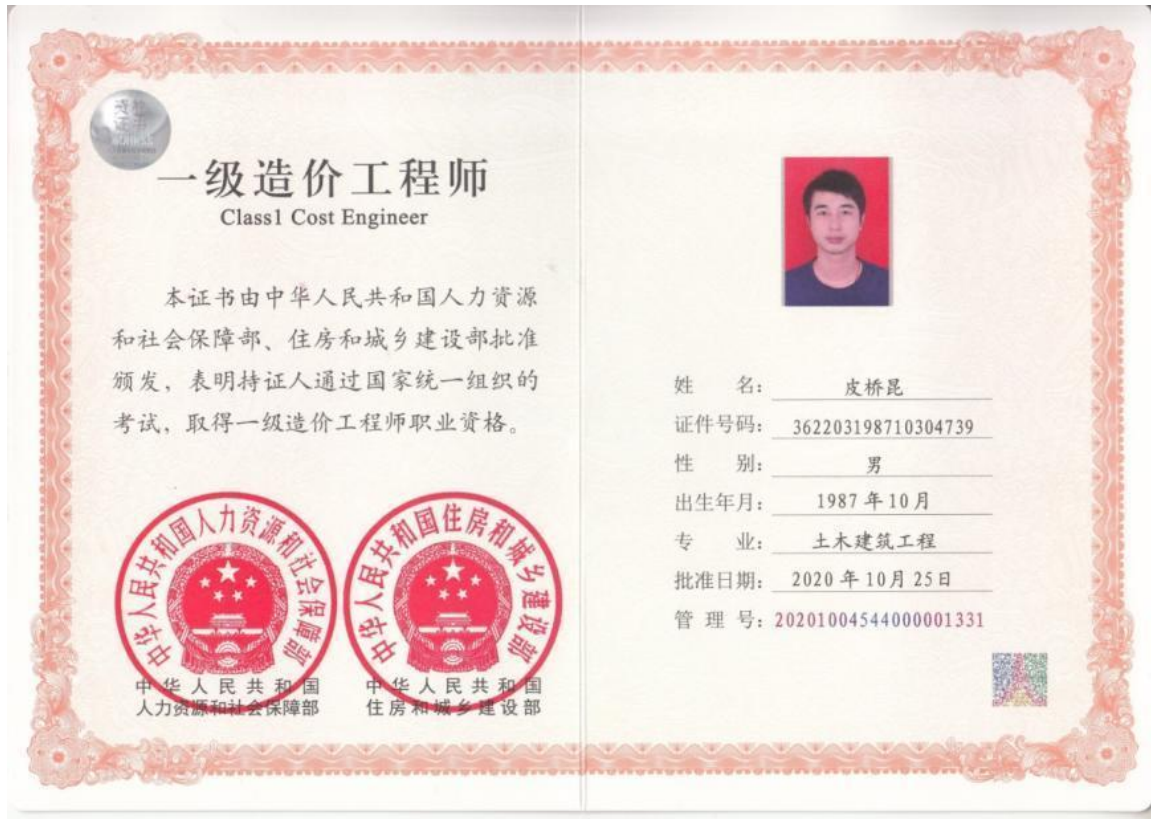 一级造价工程师
Class1 Cost Engineer
本证书由中华人民共和国人力资源
和社会保障部、住房和城乡建设部批准
颁发，表明持证人通过国家统一组织的
考试，取得一级造价工程师职业资格。
中华人民共和国人力资源和社会保障部
中华人民共和国住房和城乡建设部
中华人民共和国
人力资源和社会保障部
中华人民共和国
住房和城乡建设部
姓 名： 皮桥昆
证件号码： 362203198710304739
性 别： 男
出生年月： 1987年10月
专 业： 土木建筑工程
批准日期： 2020年10月25日
管 理 号： 20201004544000001331